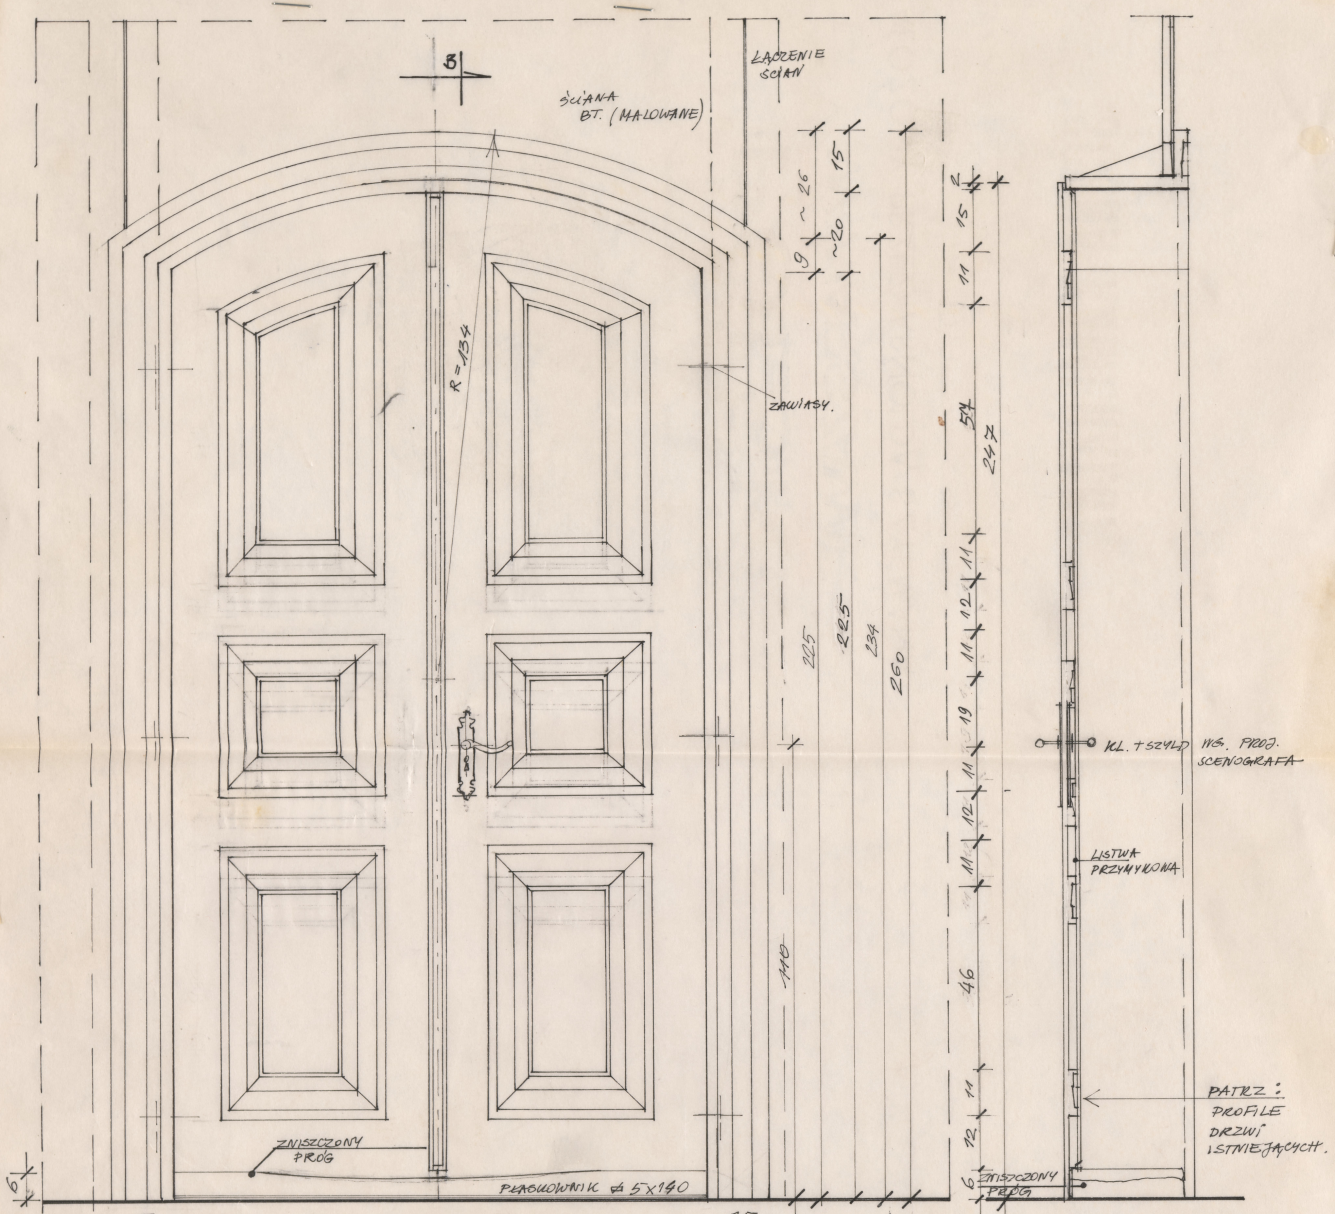 B
ŁĄCZENIE
ŚCIAN
ŚCIANA
BT. (MALOWANE)
R = 134
ZAWIASY.
~ 26
9
15
~20
225
225
234
260
110
2
15
11
57
247
11
12
11
19
11
12
11
46
11
12
6
KL. + SZYLD WG. PROJ.
SCENOGRAFA
LISTWA
PRZYMYKOWA
PATRZ :
PROFILE
DRZWI
ISTNIEJĄCYCH.
ZNISZCZONY
PRÓG
6
PŁASKOWNIK # 5 x 140
ZNISZCZONY
PRÓG